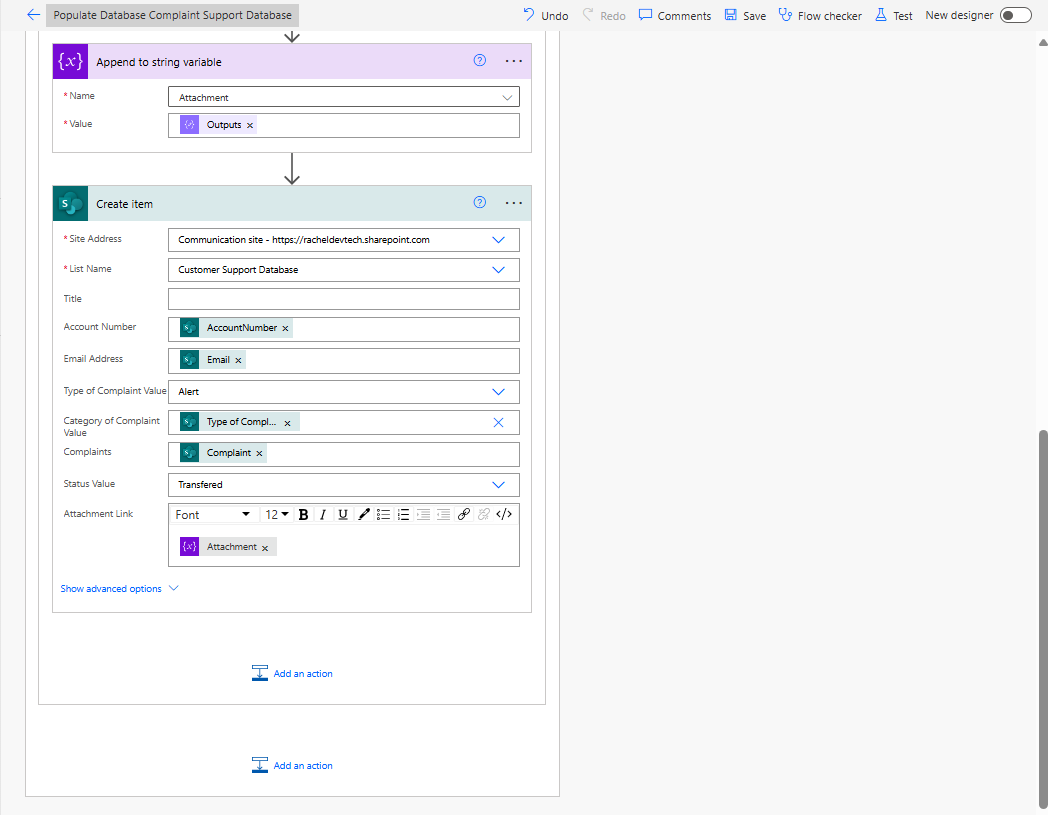 Populate Database Complaint Support Database
Undo Redo Comments Save Flow checker Test New designer
{x} Append to string variable
* Name Attachment
* Value Outputs ×
S Create item
* Site Address Communication site - https://racheldevtech.sharepoint.com
* List Name Customer Support Database
Title
Account Number AccountNumber ×
Email Address Email ×
Type of Complaint Value Alert
Category of Complaint Value Type of Compl... ×
Complaints Complaint ×
Status Value Transfered
Attachment Link Font 12 B I U </>
{x} Attachment ×
Show advanced options
Add an action
Add an action